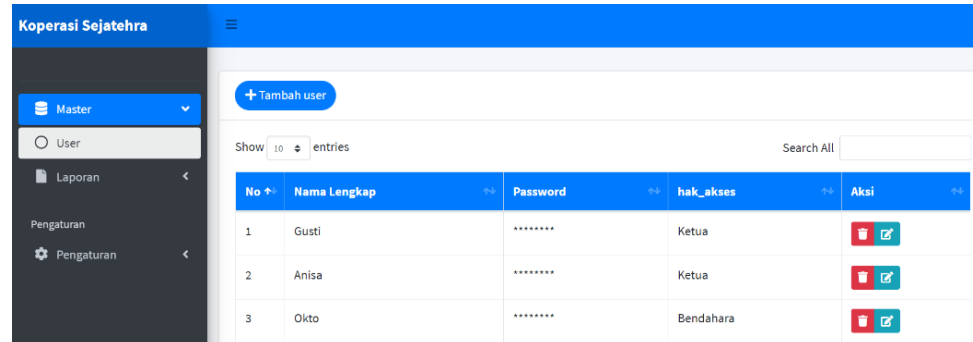 Koperasi Sejatehra
Master
User
Laporan
Pengaturan
Pengaturan
+ Tambah user
Show 10 entries
Search All
No Nama Lengkap Password hak_akses Aksi
1 Gusti ******** Ketua
2 Anisa ******** Ketua
3 Okto ******** Bendahara